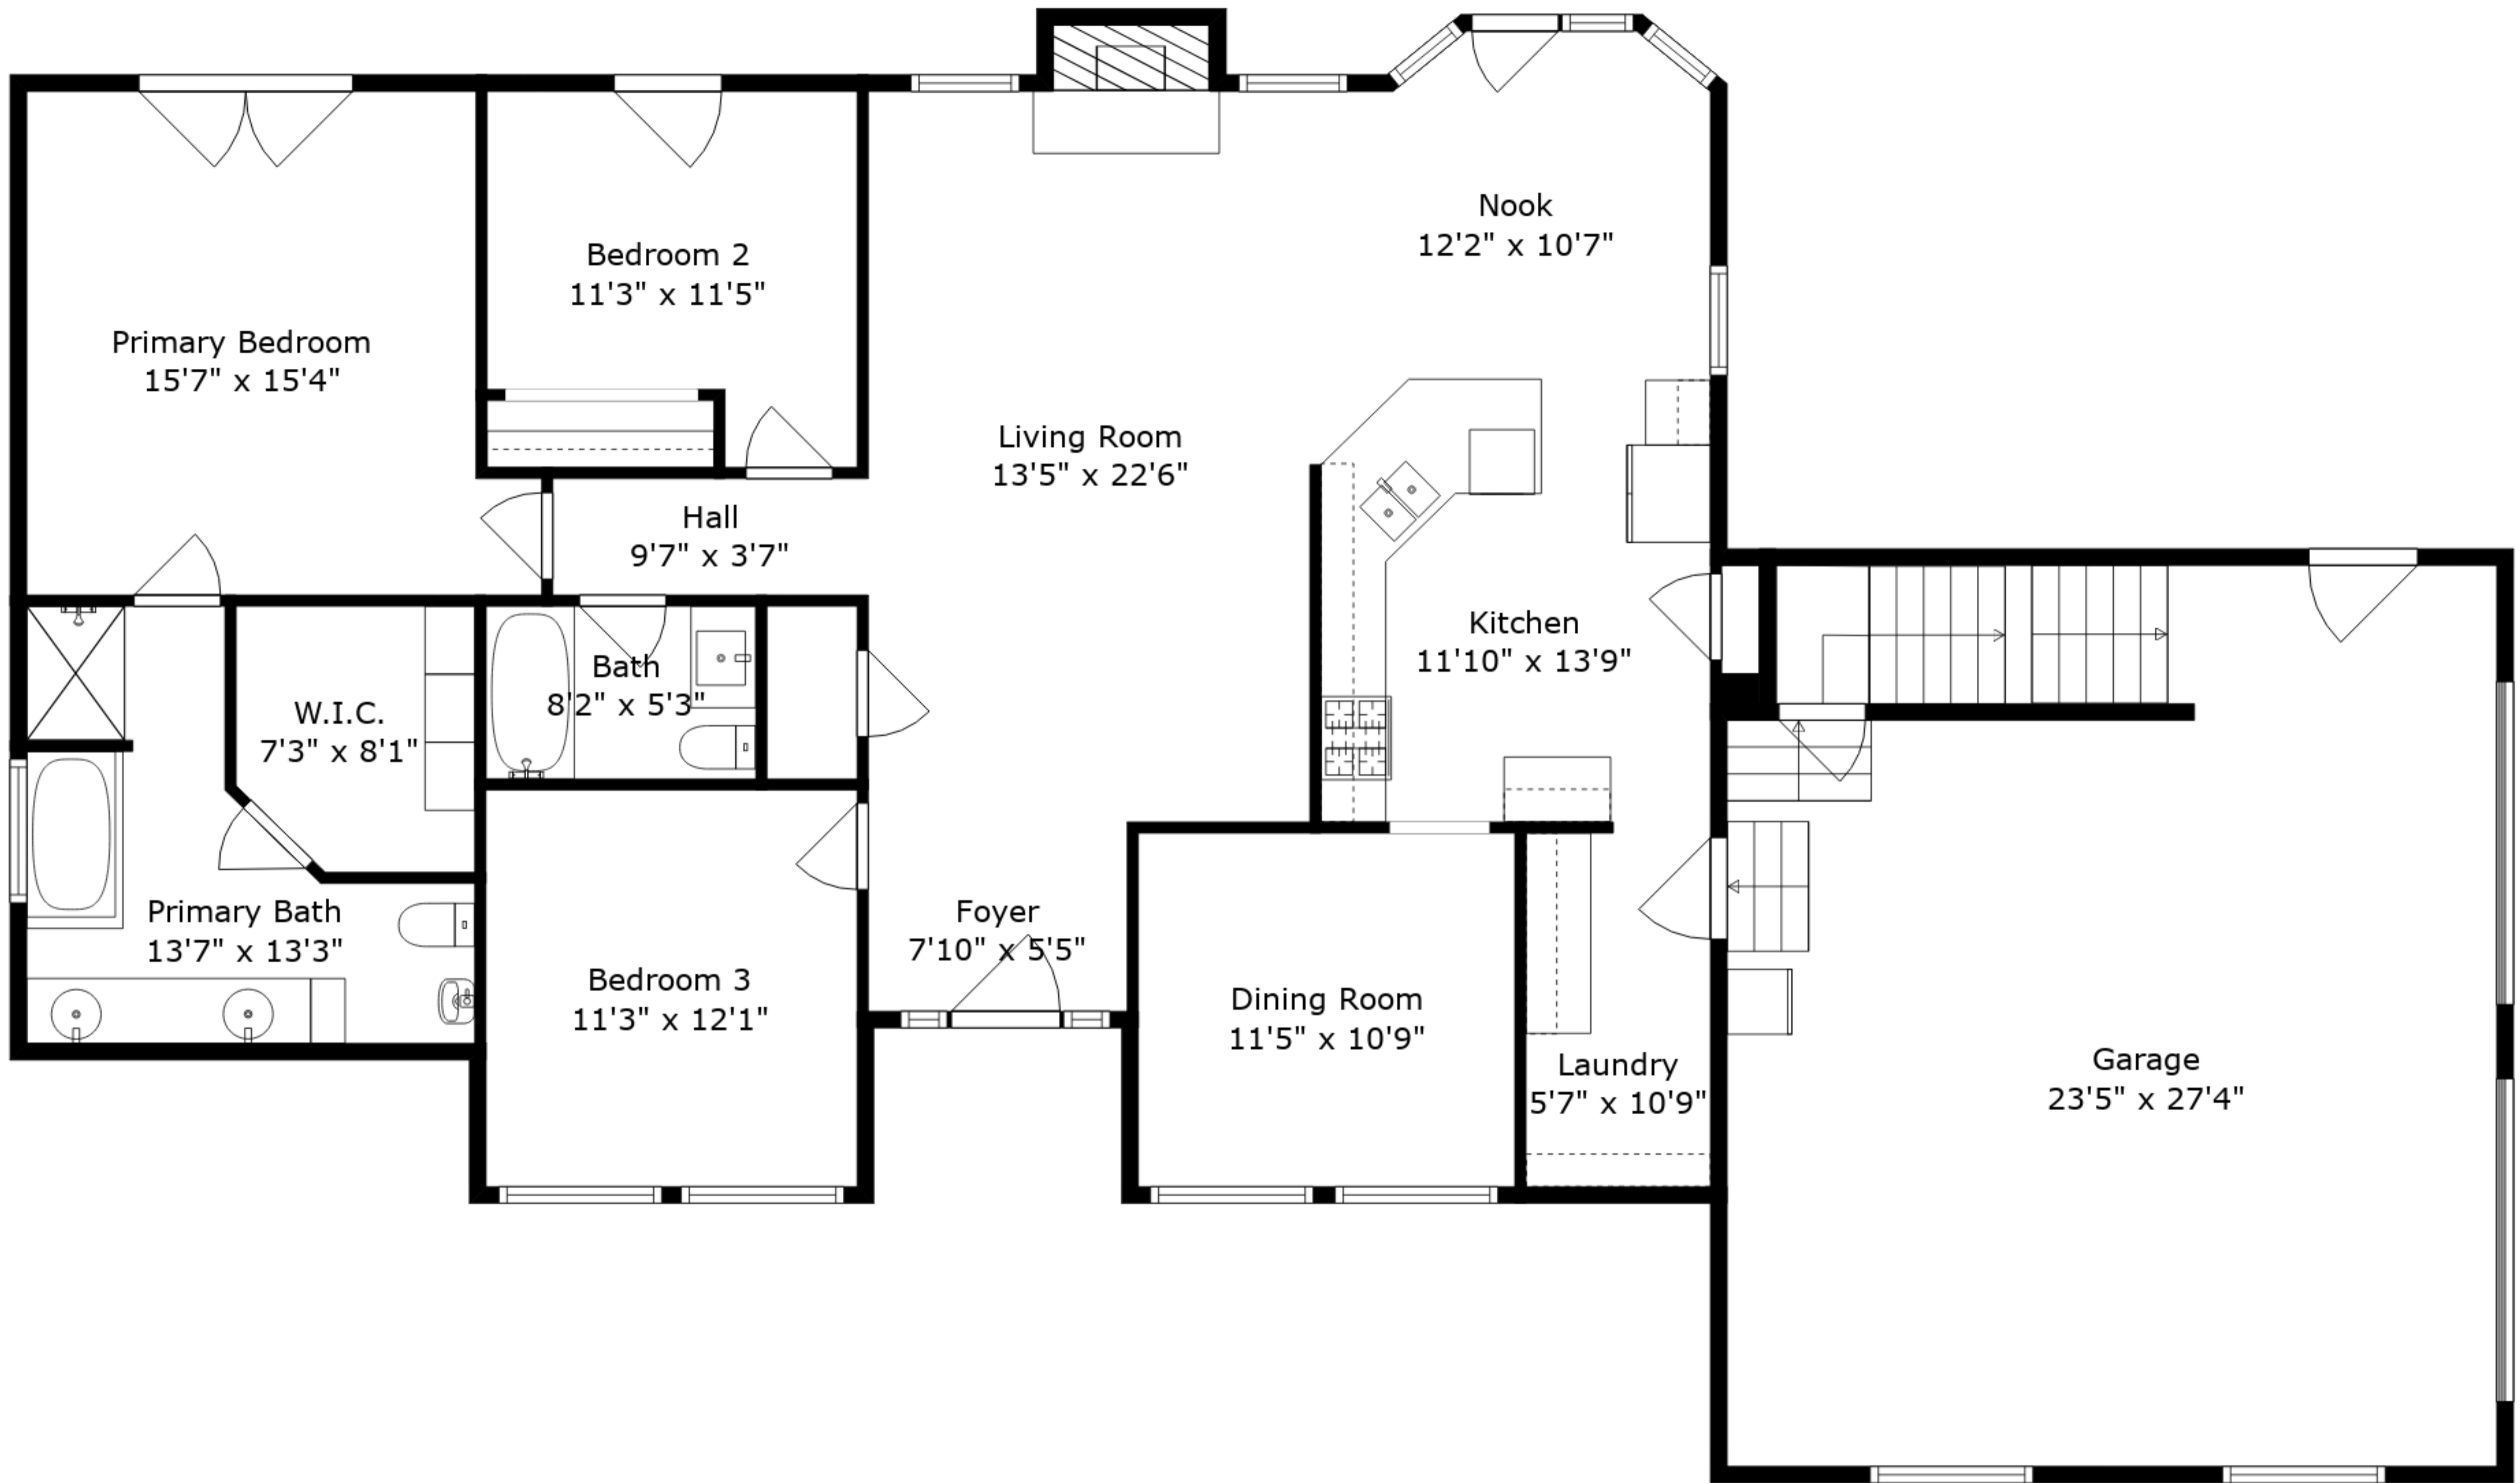 Nook
12'2" x 10'7"
Bedroom 2
11'3" x 11'5"
Primary Bedroom
15'7" x 15'4"
Living Room
13'5" x 22'6"
Hall
9'7" x 3'7"
Kitchen
11'10" x 13'9"
Bath
8'2" x 5'3"
W.I.C.
7'3" x 8'1"
Primary Bath
13'7" x 13'3"
Foyer
7'10" x 5'5"
Bedroom 3
11'3" x 12'1"
Dining Room
11'5" x 10'9"
Laundry
5'7" x 10'9"
Garage
23'5" x 27'4"